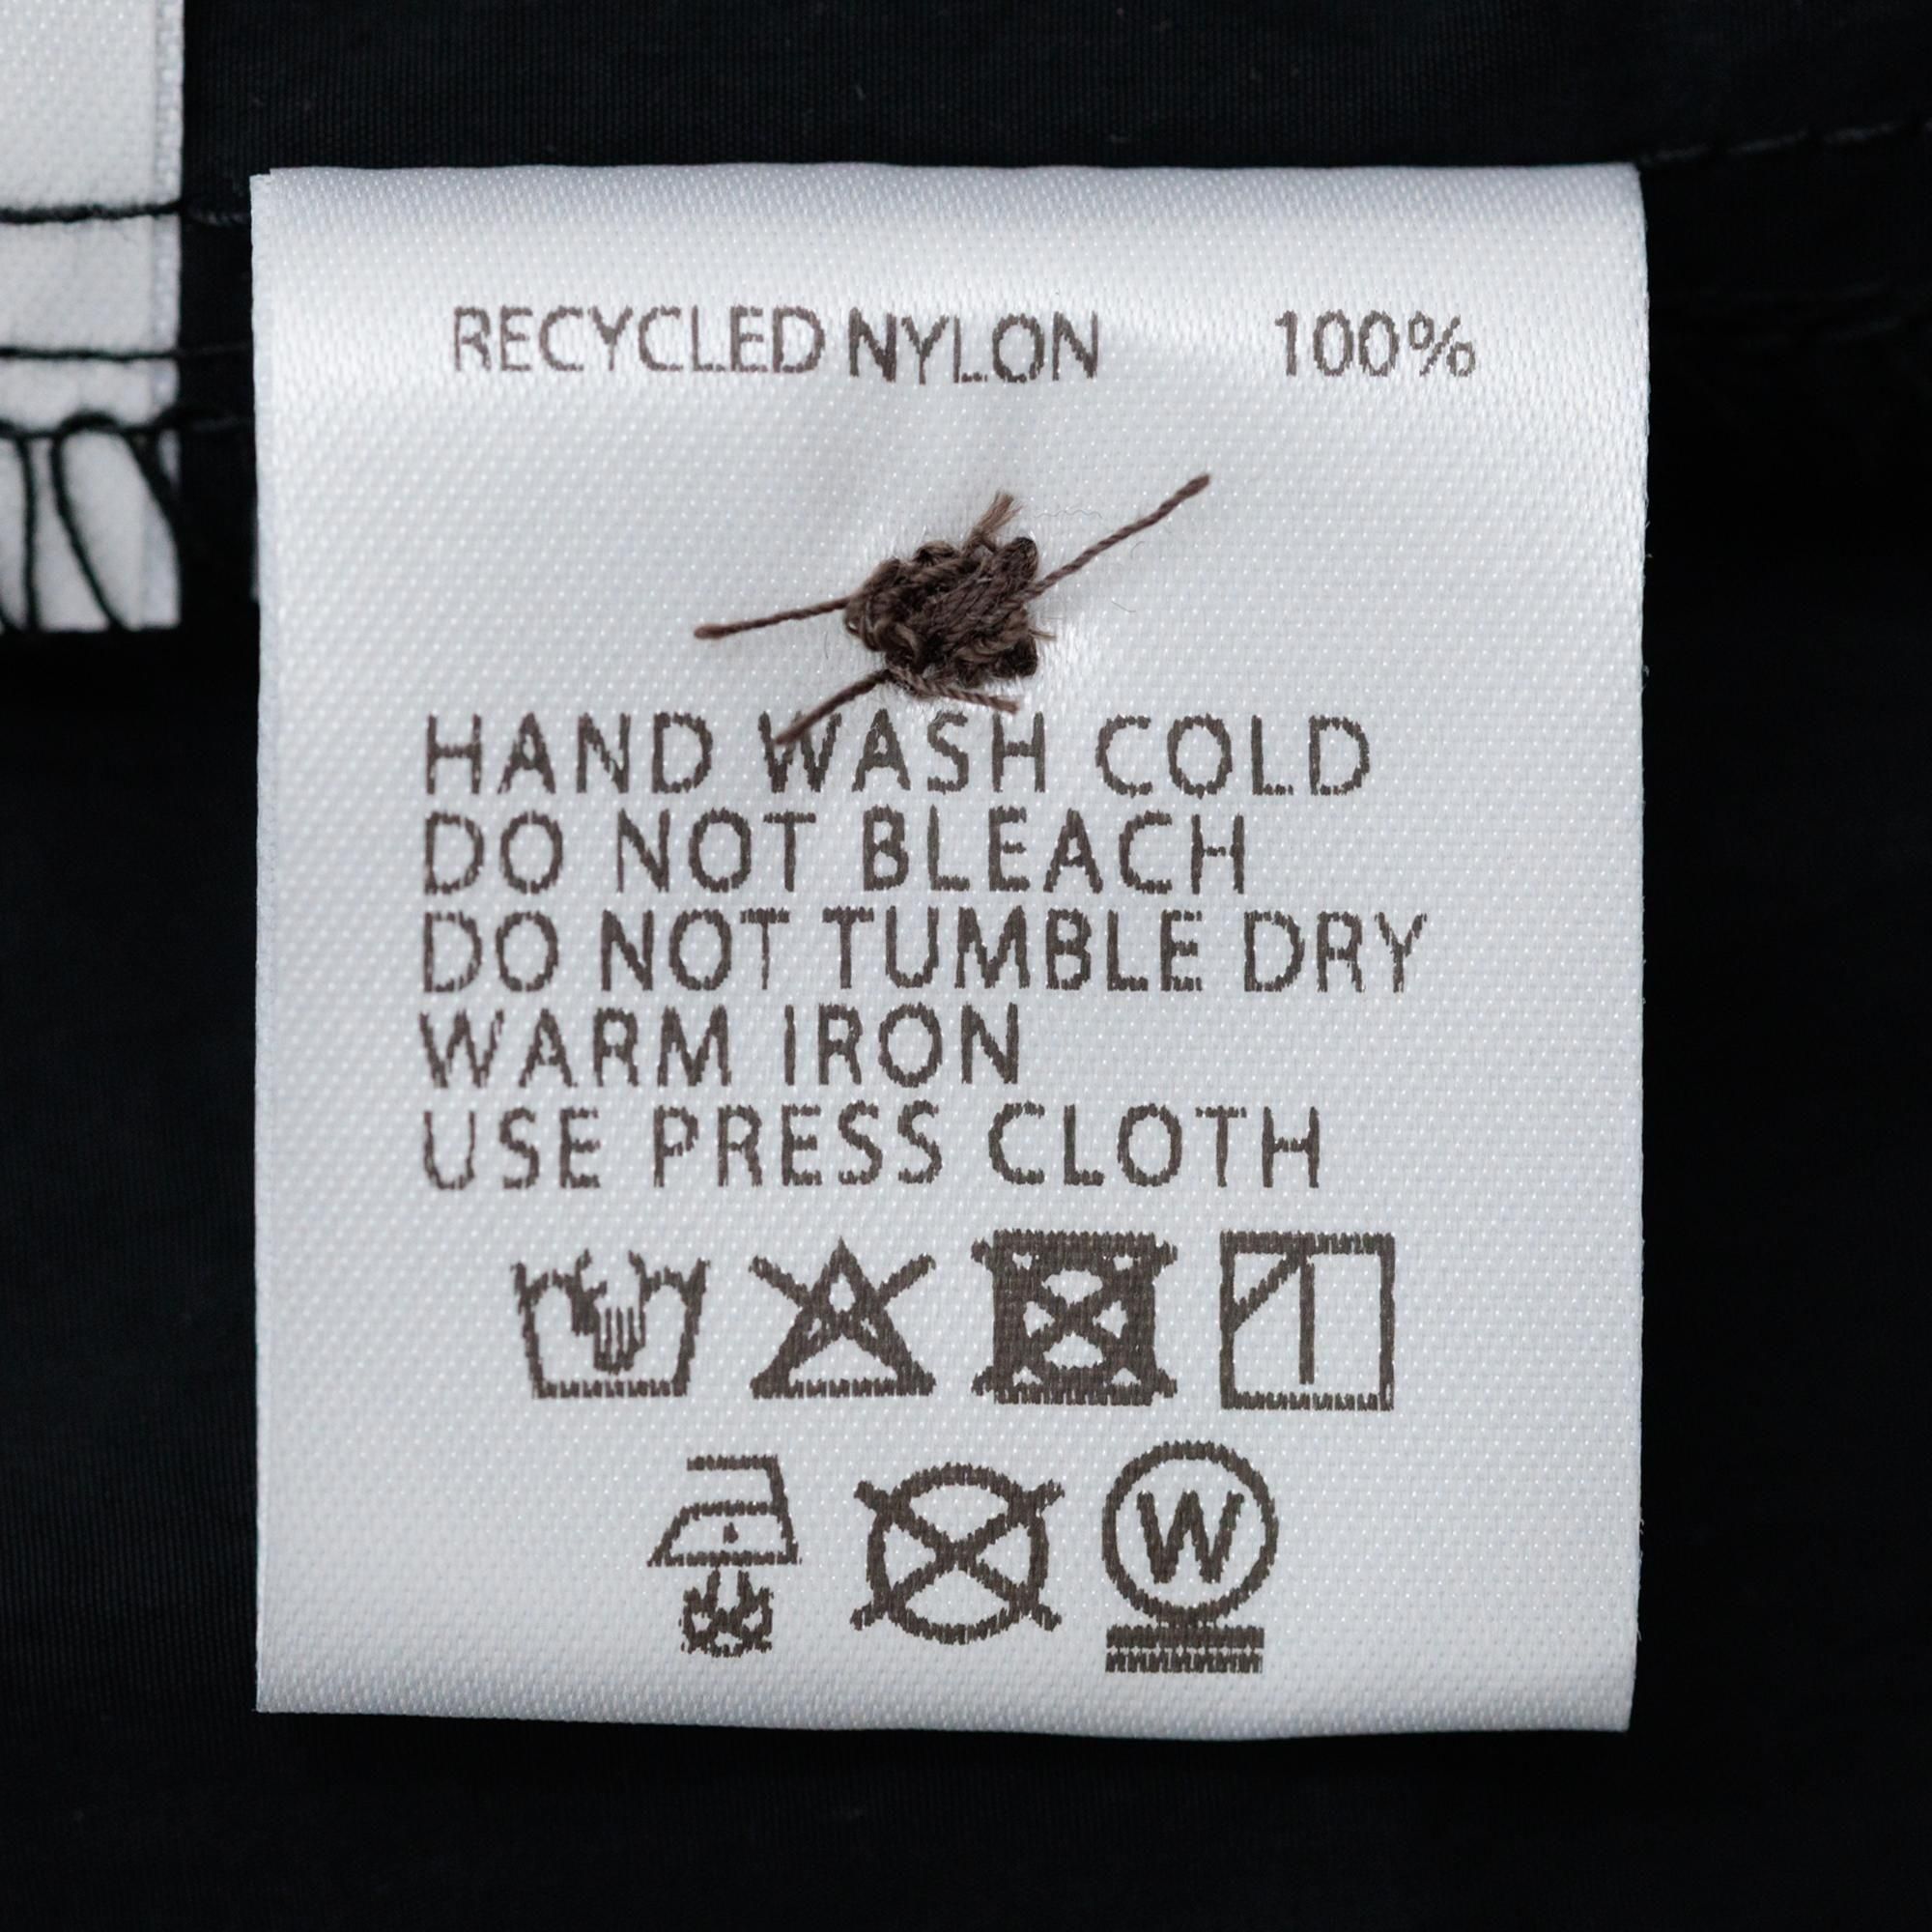 RECYCLED NYLON 100%
HAND WASH COLD
DO NOT BLEACH
DO NOT TUMBLE DRY
WARM IRON
USE PRESS CLOTH
W